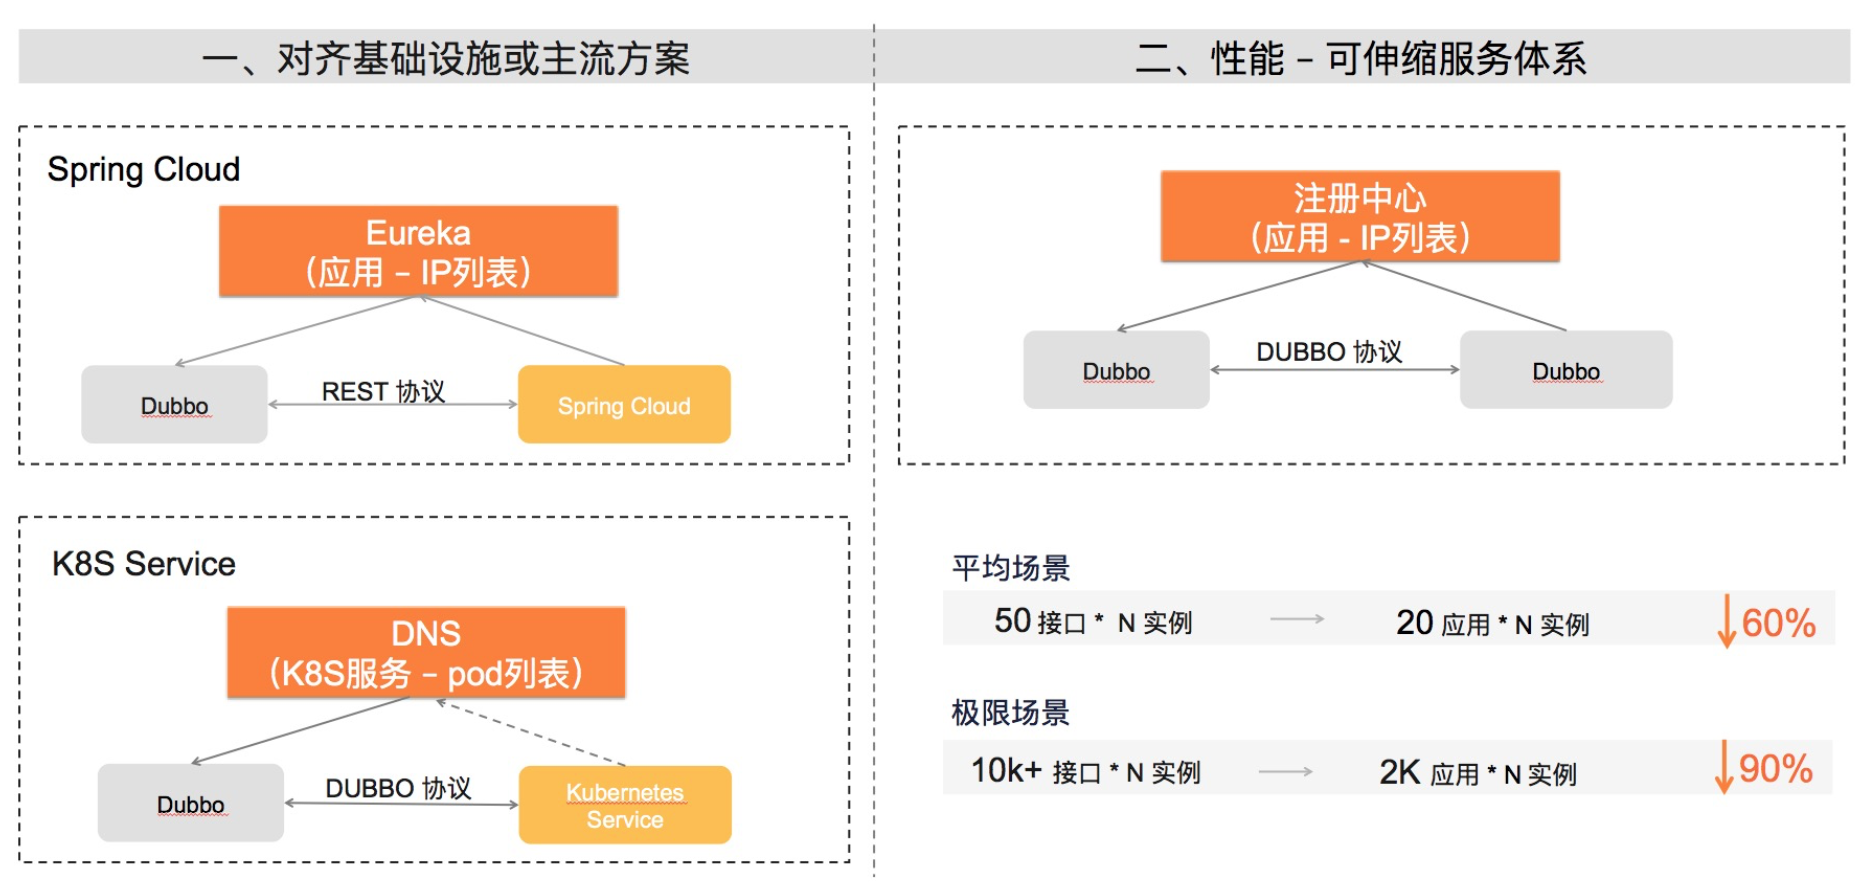 一、对齐基础设施或主流方案
Spring Cloud
Eureka
（应用 – IP列表）
Dubbo
REST 协议
Spring Cloud
K8S Service
DNS
（K8S服务 – pod列表）
Dubbo
DUBBO 协议
Kubernetes
Service
二、性能 – 可伸缩服务体系
注册中心
（应用 - IP列表）
Dubbo
DUBBO 协议
Dubbo
平均场景
50 接口 * N 实例
20 应用 * N 实例
60%
极限场景
10k+ 接口 * N 实例
2K 应用 * N 实例
90%